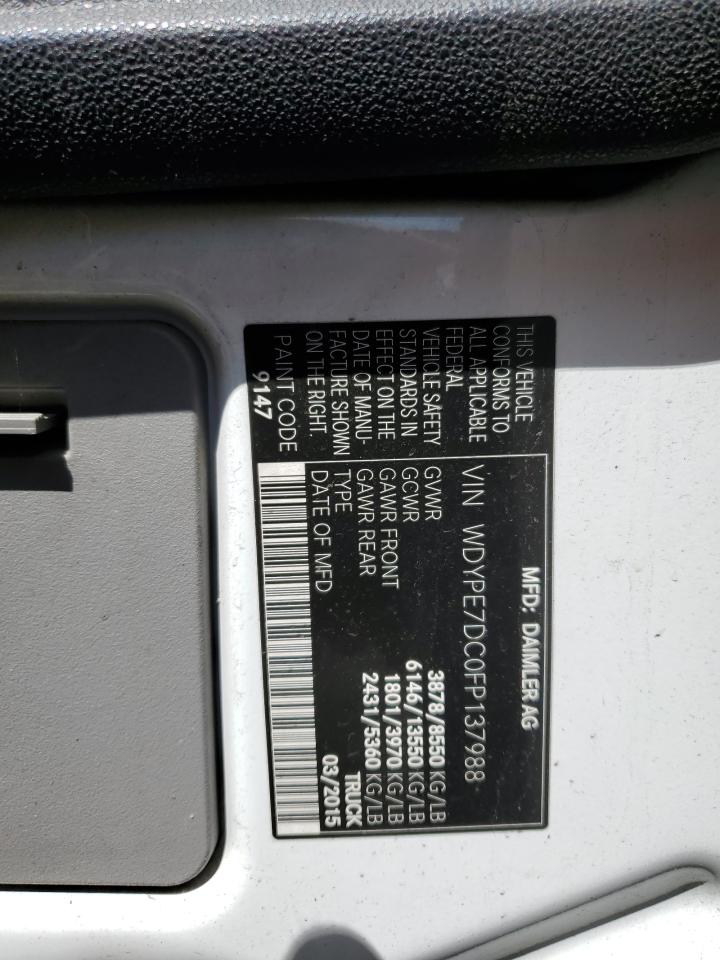 MFD: DAIMLER AG
VIN WDYPE7DC0FP137988
THIS VEHICLE
CONFORMS TO
ALL APPLICABLE
FEDERAL
VEHICLE SAFETY
STANDARDS IN
EFFECT ON THE
DATE OF MANU-
FACTURE SHOWN
ON THE RIGHT.
PAINT CODE
9147
GVWR 3878/8550 KG/LB
GCWR 6146/13550 KG/LB
GAWR FRONT 1801/3970 KG/LB
GAWR REAR 2431/5360 KG/LB
TYPE TRUCK
DATE OF MFD 03/2015